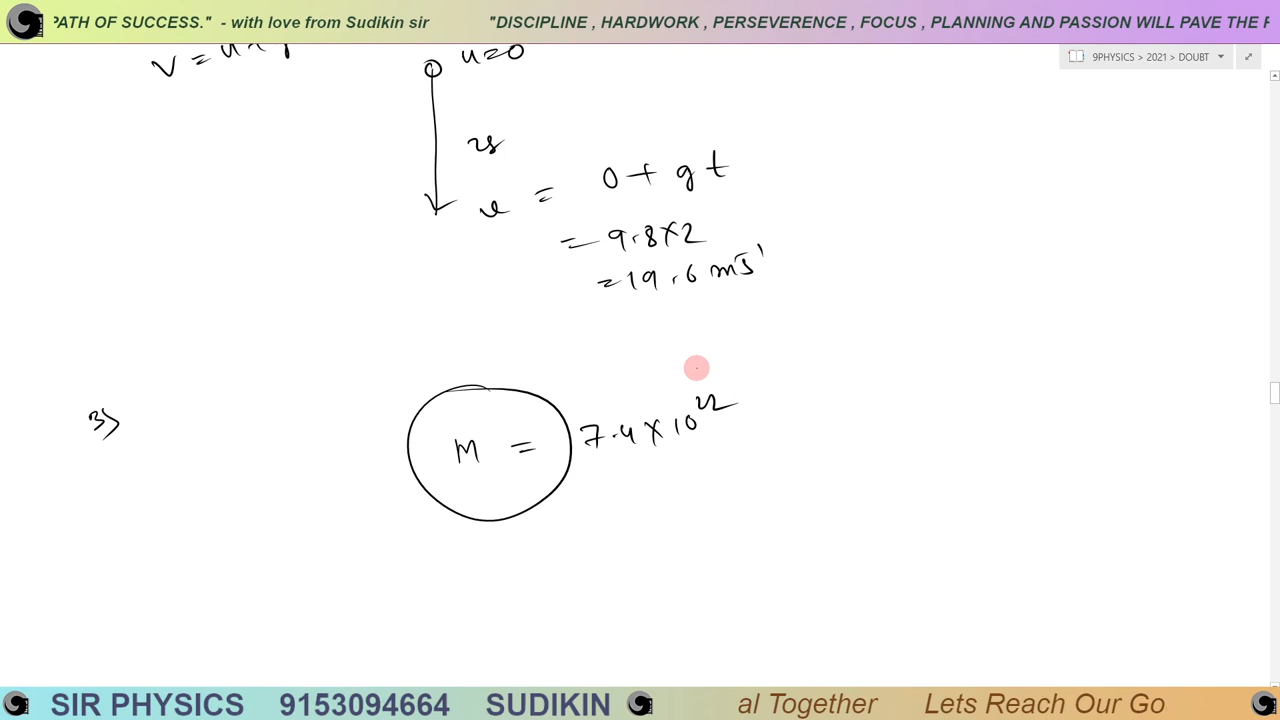 PATH OF SUCCESS." - with love from Sudikin sir "DISCIPLINE , HARDWORK , PERSEVERENCE , FOCUS , PLANNING AND PASSION WILL PAVE THE
9PHYSICS > 2021 > DOUBT
V = u +
u=0
2s
v = 0 + gt
= 9.8×2
= 19.6 ms⁻¹
3)
M = 7.4 × 10²²
SIR PHYSICS 9153094664 SUDIKIN al Together Lets Reach Our Go